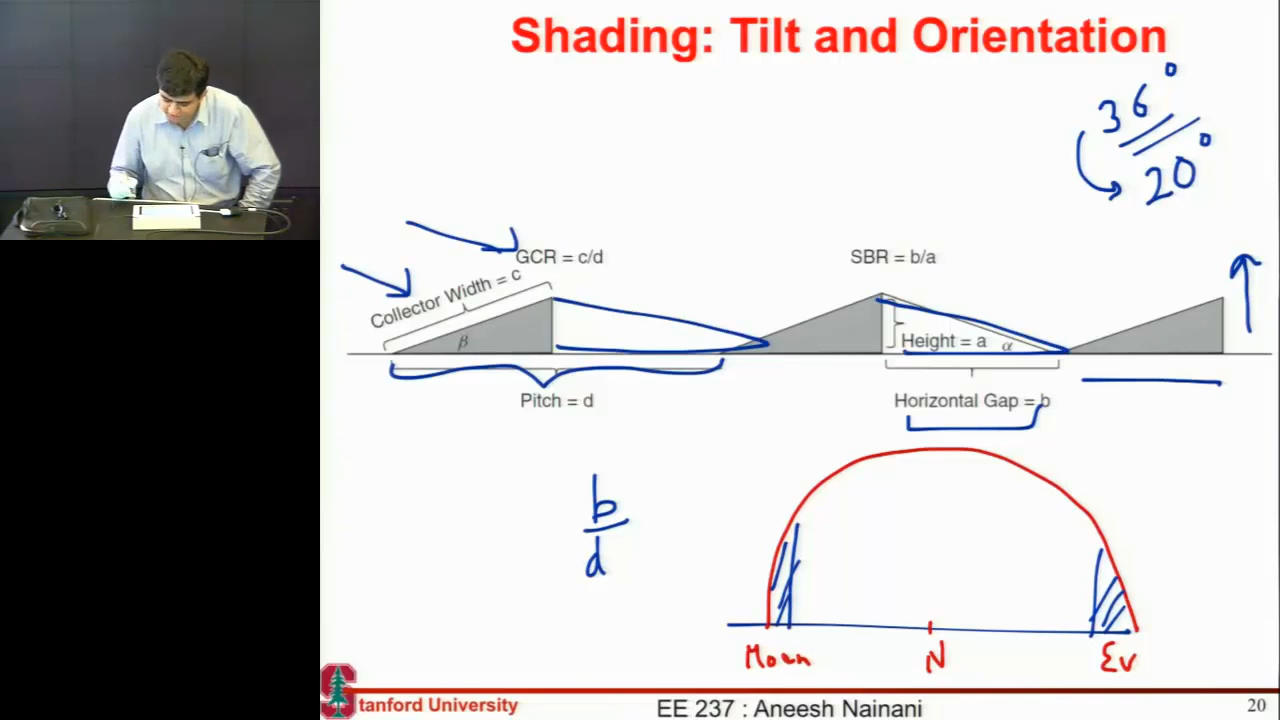 Shading: Tilt and Orientation
36°
20°
GCR = c/d
SBR = b/a
Collector Width = c
β
Height = a
α
Pitch = d
Horizontal Gap = b
b
d
Morn
N
Ev
tanford University
EE 237 : Aneesh Nainani
20